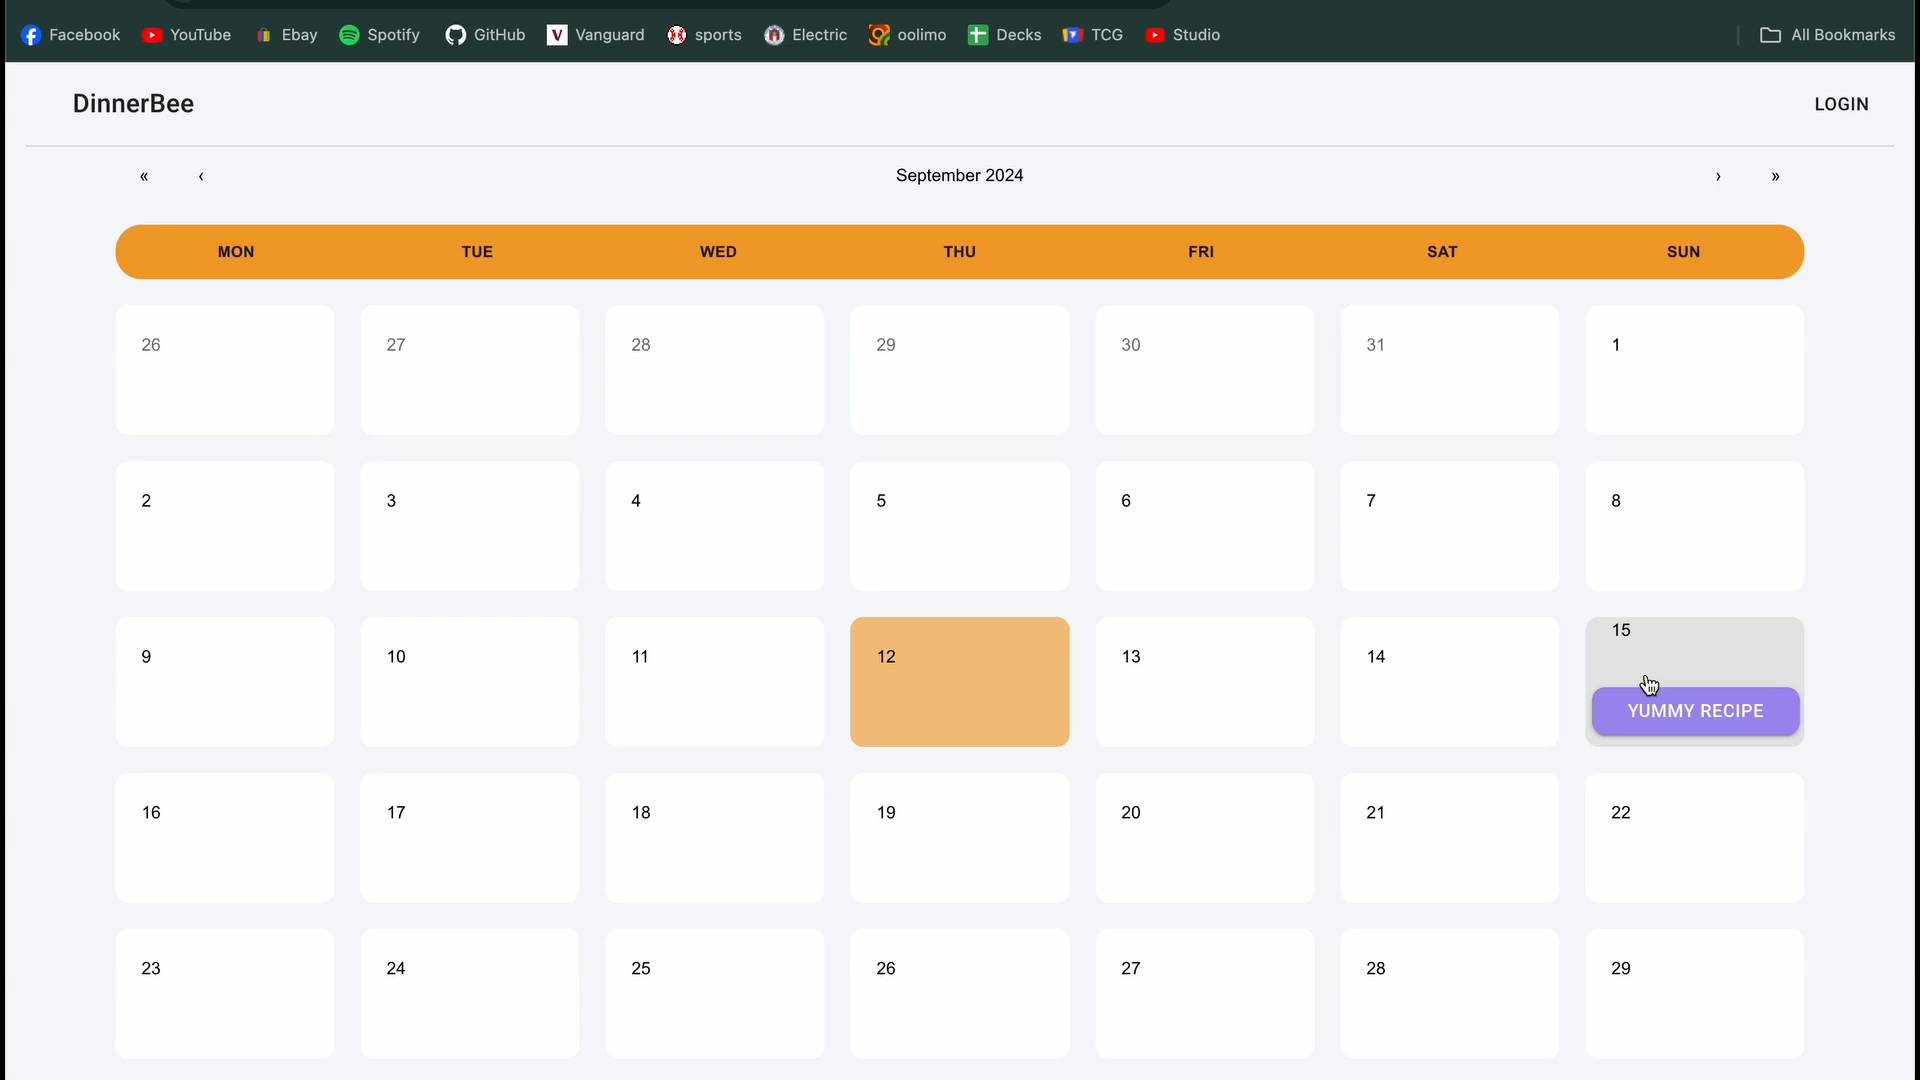 Facebook YouTube Ebay Spotify GitHub Vanguard sports Electric oolimo Decks TCG Studio All Bookmarks
DinnerBee LOGIN
« ‹ September 2024 › »
MON TUE WED THU FRI SAT SUN
26 27 28 29 30 31 1
2 3 4 5 6 7 8
9 10 11 12 13 14 15
YUMMY RECIPE
16 17 18 19 20 21 22
23 24 25 26 27 28 29